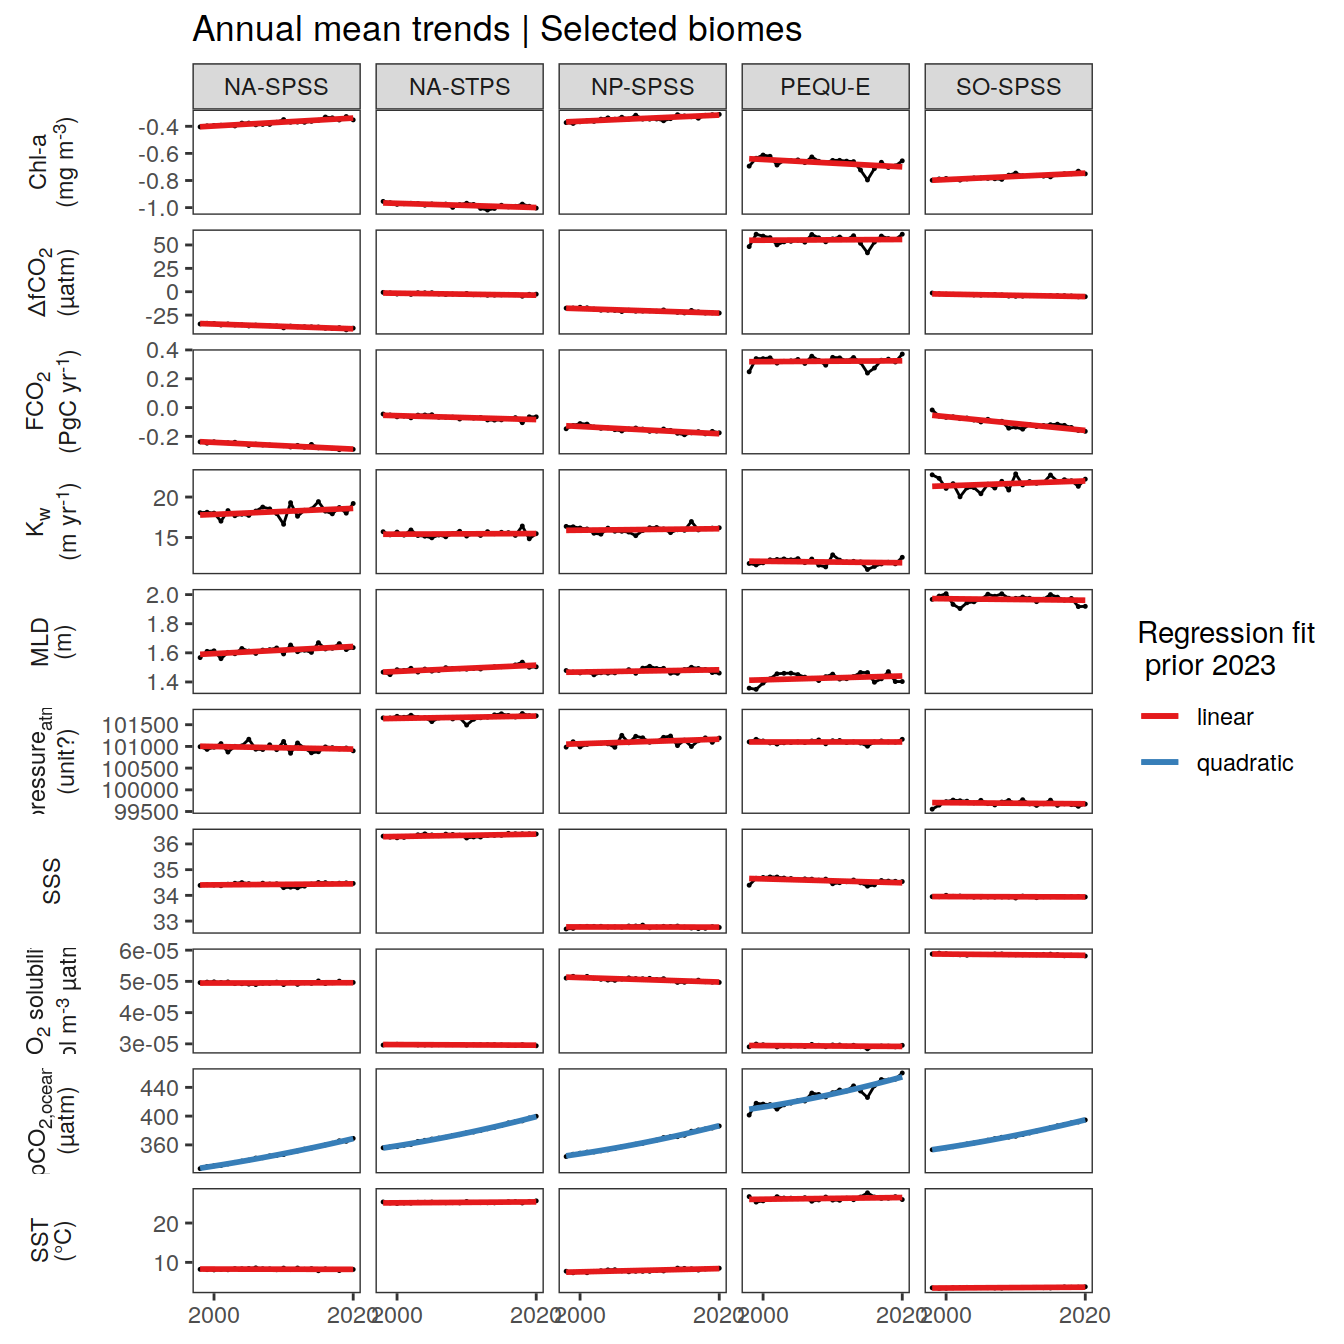 Annual mean trends | Selected biomes
NA-SPSS NA-STPS NP-SPSS PEQU-E SO-SPSS
Chl-a
(mg m-3)
-0.4
-0.6
-0.8
-1.0
ΔfCO2
(µatm)
50
25
0
-25
FCO2
(PgC yr-1)
0.4
0.2
0.0
-0.2
Kw
(m yr-1)
20
15
MLD
(m)
2.0
1.8
1.6
1.4
ressureatm
(unit?)
101500
101000
100500
100000
99500
SSS
36
35
34
33
O2 solubili
ol m-3 µatn
6e-05
5e-05
4e-05
3e-05
pCO2,ocean
(µatm)
440
400
360
SST
(°C)
20
10
2000 2020 2000 2020 2000 2020 2000 2020 2000 2020
Regression fit
prior 2023
linear
quadratic